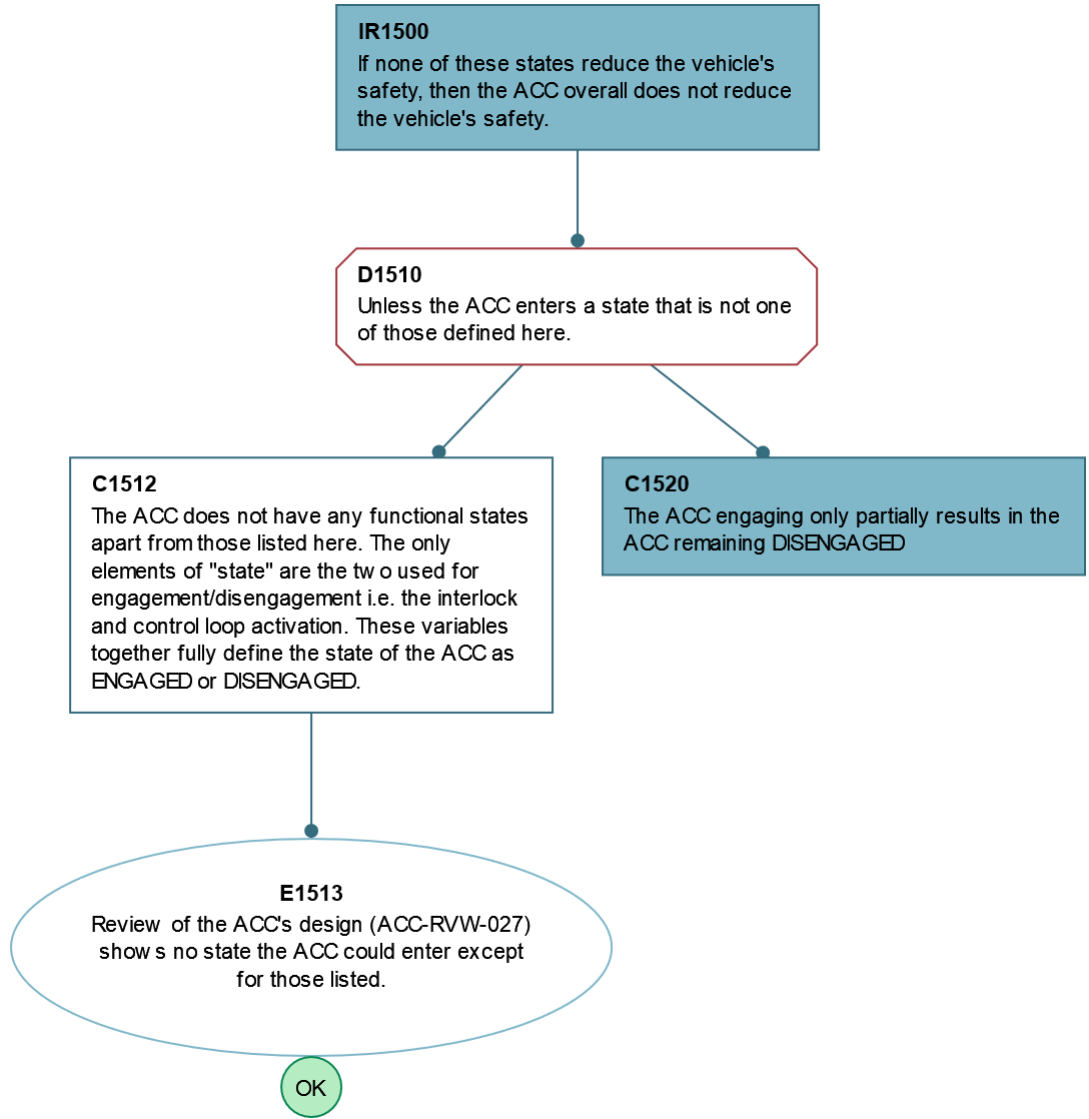 IR1500
If none of these states reduce the vehicle's
safety, then the ACC overall does not reduce
the vehicle's safety.
D1510
Unless the ACC enters a state that is not one
of those defined here.
C1512
The ACC does not have any functional states
apart from those listed here. The only
elements of "state" are the two used for
engagement/disengagement i.e. the interlock
and control loop activation. These variables
together fully define the state of the ACC as
ENGAGED or DISENGAGED.
C1520
The ACC engaging only partially results in the
ACC remaining DISENGAGED
E1513
Review of the ACC's design (ACC-RVW-027)
shows no state the ACC could enter except
for those listed.
OK